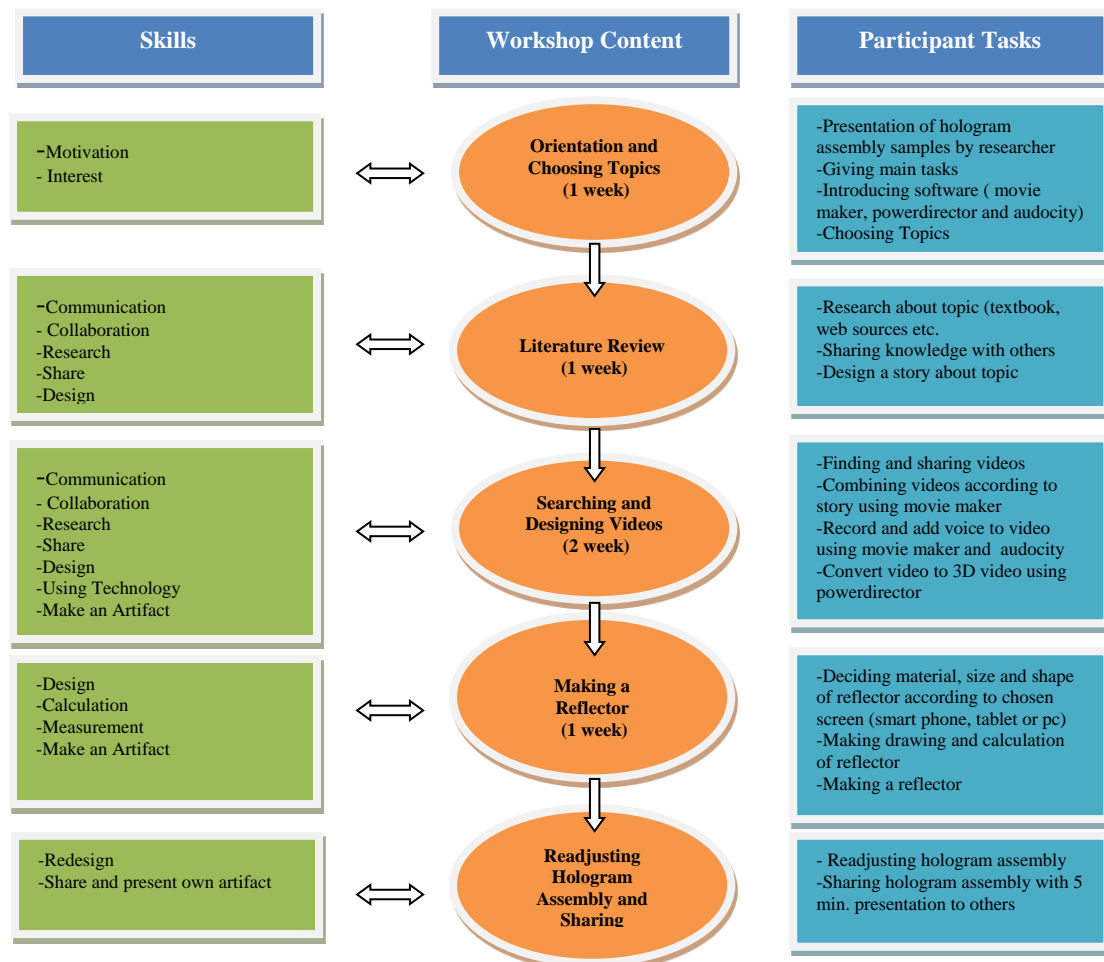 Skills
Workshop Content
Participant Tasks
-Motivation
- Interest
Orientation and
Choosing Topics
(1 week)
-Presentation of hologram
assembly samples by researcher
-Giving main tasks
-Introducing software ( movie
maker, powerdirector and audocity)
-Choosing Topics
-Communication
- Collaboration
-Research
-Share
-Design
Literature Review
(1 week)
-Research about topic (textbook,
web sources etc.
-Sharing knowledge with others
-Design a story about topic
-Communication
- Collaboration
-Research
-Share
-Design
-Using Technology
-Make an Artifact
Searching and
Designing Videos
(2 week)
-Finding and sharing videos
-Combining videos according to
story using movie maker
-Record and add voice to video
using movie maker and audocity
-Convert video to 3D video using
powerdirector
-Design
-Calculation
-Measurement
-Make an Artifact
Making a
Reflector
(1 week)
-Deciding material, size and shape
of reflector according to chosen
screen (smart phone, tablet or pc)
-Making drawing and calculation
of reflector
-Making a reflector
-Redesign
-Share and present own artifact
Readjusting
Hologram
Assembly and
Sharing
- Readjusting hologram assembly
-Sharing hologram assembly with 5
min. presentation to others